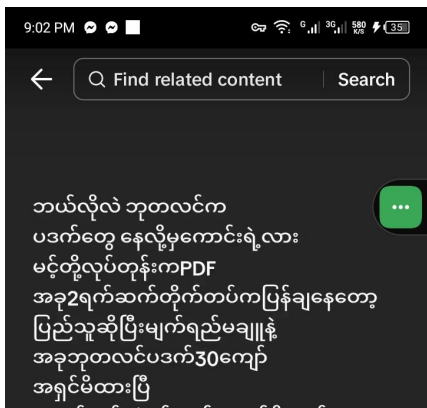 9:02 PM
G 3G 580 K/S 35
Find related content Search
ဘယ်လိုလဲ ဘုတလင်က
ပဒက်တွေ နေလို့မှကောင်းရဲ့လား
မင့်တို့လုပ်တုန်းကPDF
အခု2ရက်ဆက်တိုက်တပ်ကပြန်ချနေတော့
ပြည်သူဆိုပြီးမျက်ရည်မချူနဲ့
အခုဘုတလင်ပဒက်30ကျော်
အရှင်မိထားပြီ